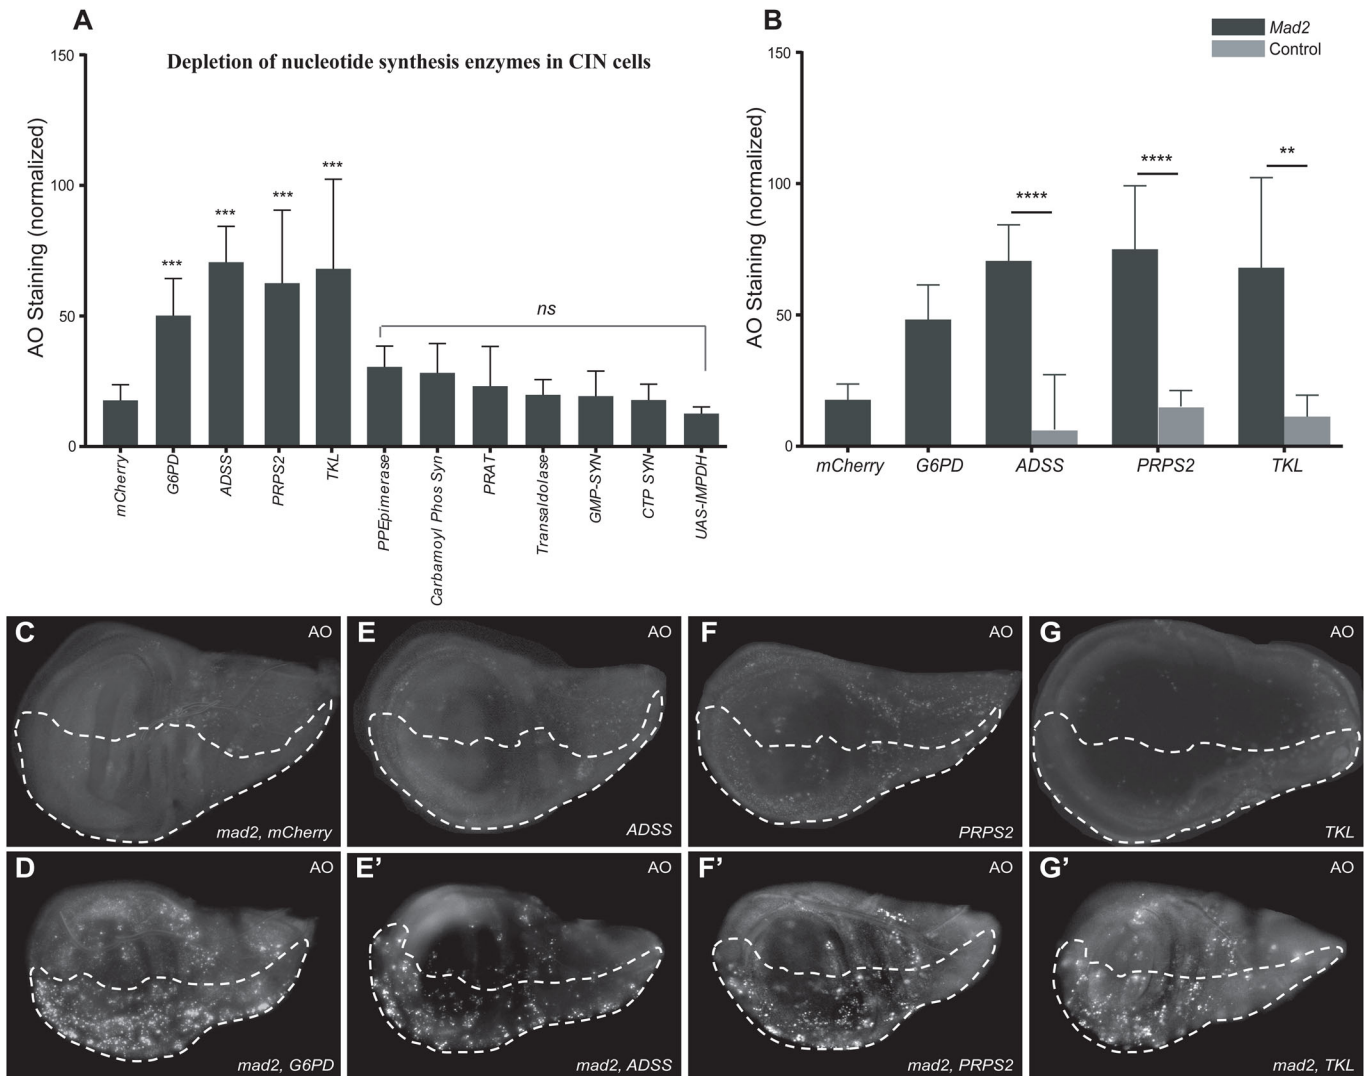 A
Depletion of nucleotide synthesis enzymes in CIN cells
AO Staining (normalized)
150
100
50
0
***
***
***
***
ns
mCherry
G6PD
ADSS
PRPS2
TKL
PPEpimerase
Carbamoyl Phos Syn
PRAT
Transaldolase
GMP-SYN
CTP SYN
UAS-IMPDH
B
Mad2
Control
AO Staining (normalized)
150
100
50
0
****
****
**
mCherry
G6PD
ADSS
PRPS2
TKL
C
AO
mad2, mCherry
E
AO
ADSS
F
AO
PRPS2
G
AO
TKL
D
AO
mad2, G6PD
E’
AO
mad2, ADSS
F’
AO
mad2, PRPS2
G’
AO
mad2, TKL